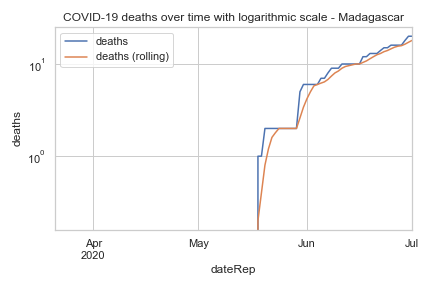 COVID-19 deaths over time with logarithmic scale - Madagascar
deaths
deaths (rolling)
10¹
10⁰
deaths
Apr
2020
May
Jun
Jul
dateRep